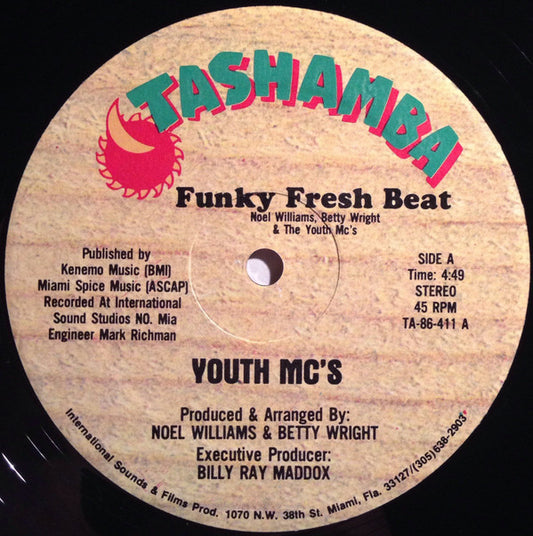 TASHAMBA
Funky Fresh Beat
Noel Williams, Betty Wright
& The Youth Mc's
Published by
Kenemo Music (BMI)
Miami Spice Music (ASCAP)
Recorded At International
Sound Studios NO. Mia
Engineer Mark Richman
SIDE A
Time: 4:49
STEREO
45 RPM
TA-86-411 A
YOUTH MC'S
Produced & Arranged By:
NOEL WILLIAMS & BETTY WRIGHT
Executive Producer:
BILLY RAY MADDOX
International Sounds & Films Prod. 1070 N.W. 38th St. Miami, Fla. 33127/(305)638-2903